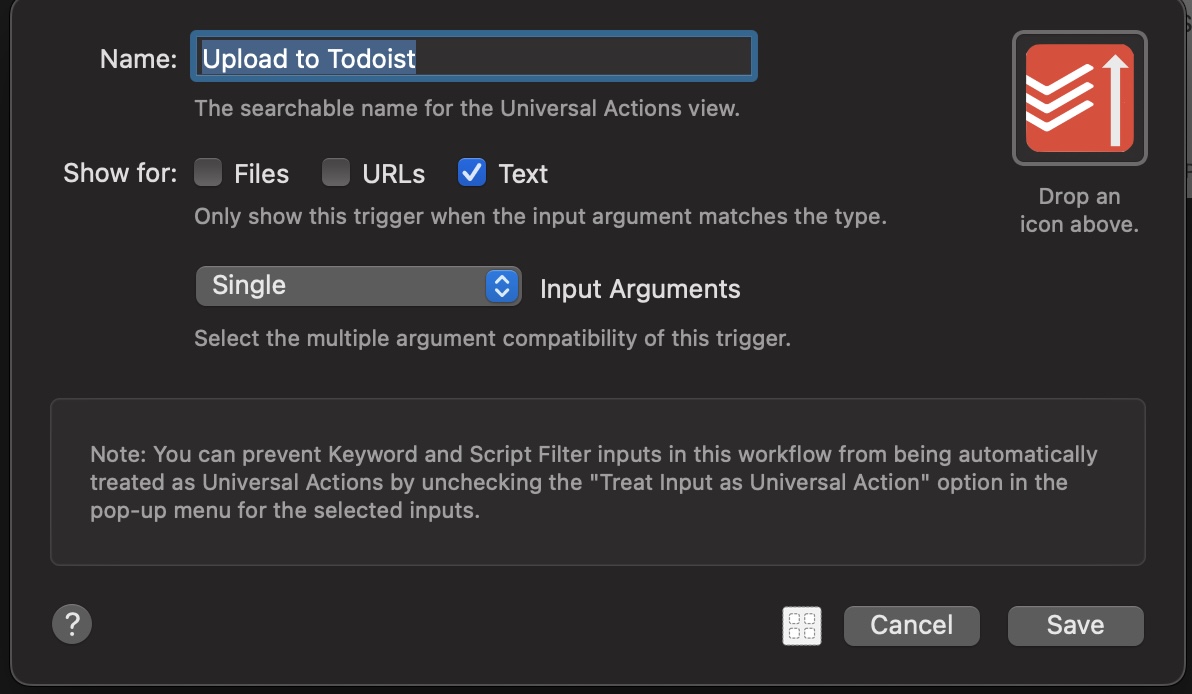 Name: Upload to Todoist
The searchable name for the Universal Actions view.
Show for: Files URLs Text
Only show this trigger when the input argument matches the type.
Drop an
icon above.
Single Input Arguments
Select the multiple argument compatibility of this trigger.
Note: You can prevent Keyword and Script Filter inputs in this workflow from being automatically
treated as Universal Actions by unchecking the "Treat Input as Universal Action" option in the
pop-up menu for the selected inputs.
? Cancel Save